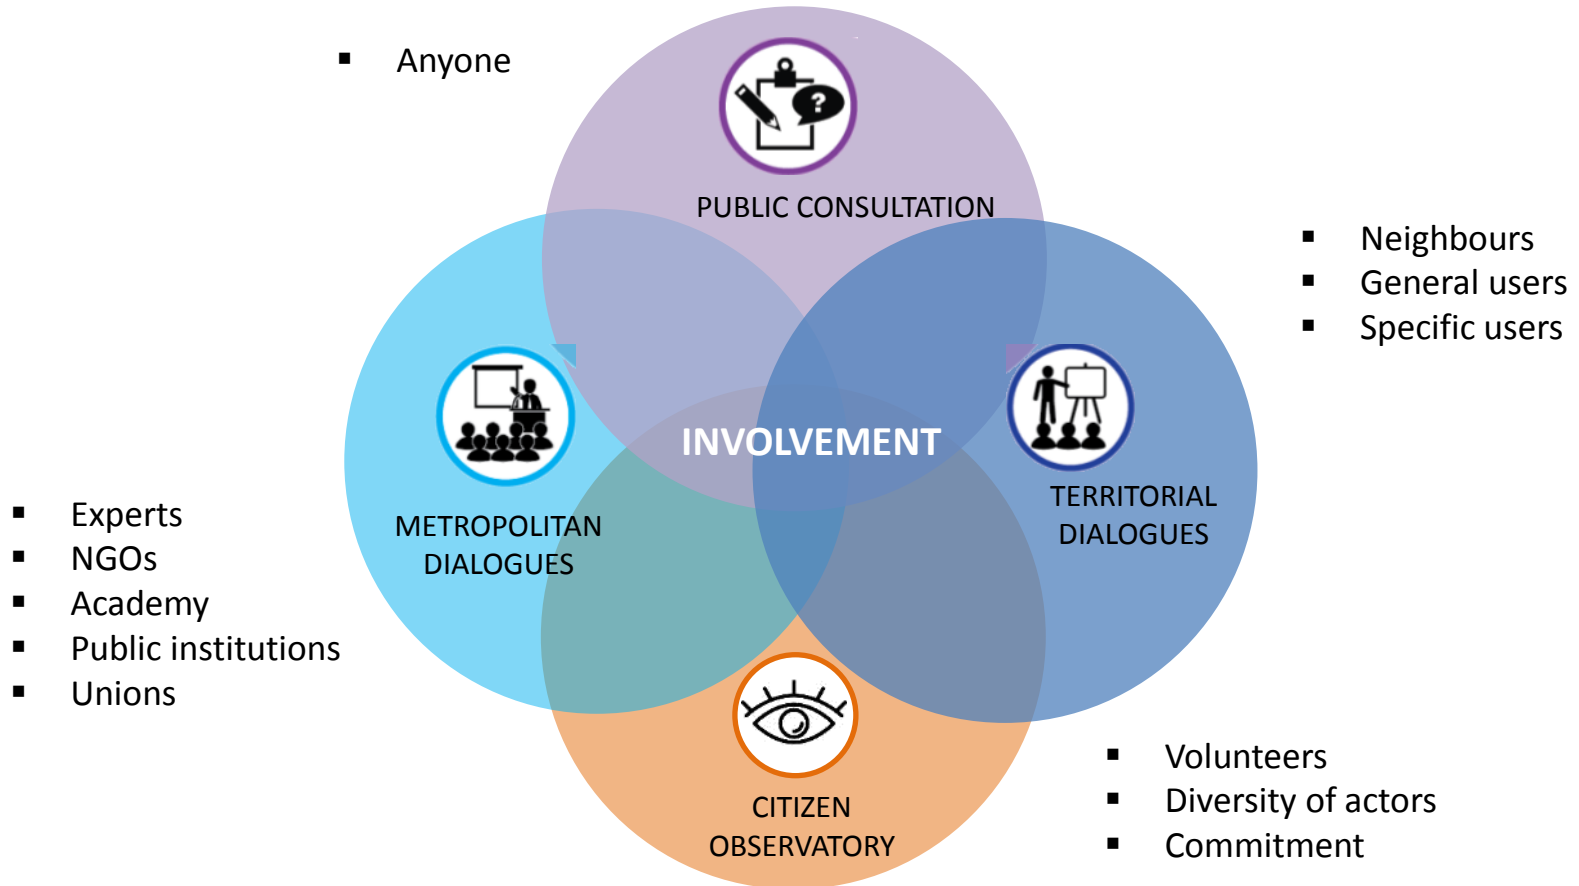 ▪ Anyone
?
PUBLIC CONSULTATION
▪ Neighbours
▪ General users
▪ Specific users
INVOLVEMENT
METROPOLITAN
DIALOGUES
TERRITORIAL
DIALOGUES
▪ Experts
▪ NGOs
▪ Academy
▪ Public institutions
▪ Unions
CITIZEN
OBSERVATORY
▪ Volunteers
▪ Diversity of actors
▪ Commitment